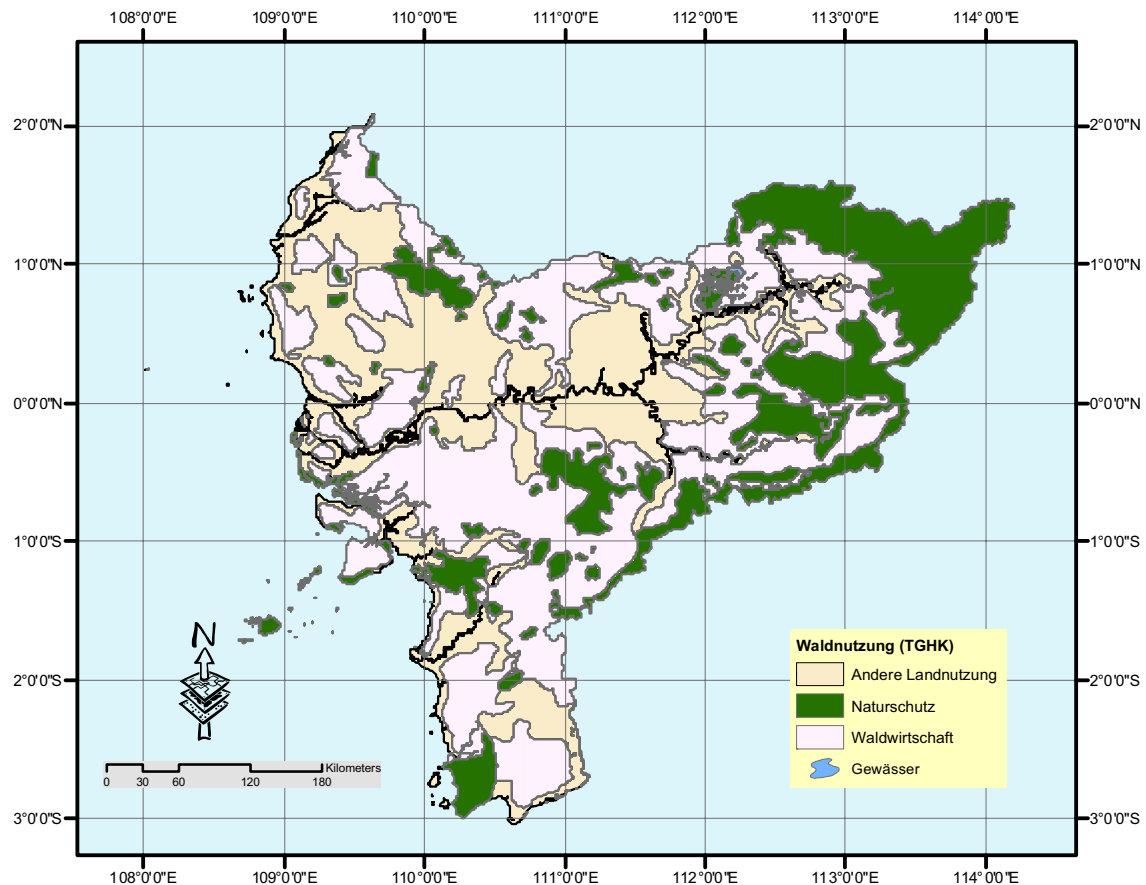 108°0'0"E 109°0'0"E 110°0'0"E 111°0'0"E 112°0'0"E 113°0'0"E 114°0'0"E
2°0'0"N 2°0'0"N
1°0'0"N 1°0'0"N
0°0'0"N 0°0'0"N
1°0'0"S 1°0'0"S
2°0'0"S 2°0'0"S
3°0'0"S 3°0'0"S
N
Waldnutzung (TGHK)
Andere Landnutzung
Naturschutz
Waldwirtschaft
Gewässer
Kilometers
0 30 60 120 180
108°0'0"E 109°0'0"E 110°0'0"E 111°0'0"E 112°0'0"E 113°0'0"E 114°0'0"E